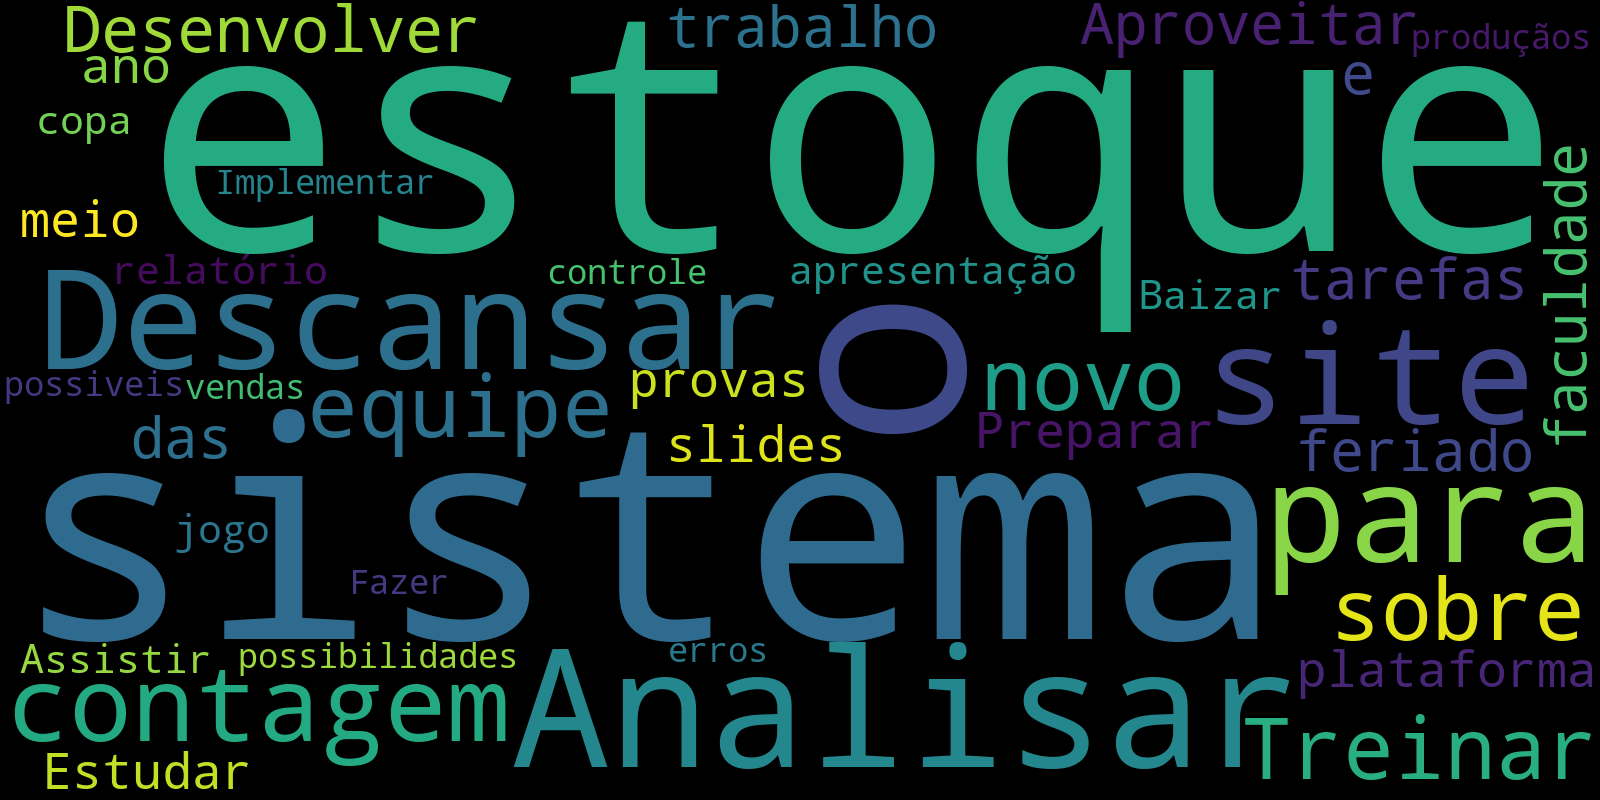 Desenvolver
trabalho
Aproveitar
produçãos
ano
e
copa
estoque
Implementar
faculdade
meio
relatório
controle
apresentação
Baizar
tarefas
Descansar
o
novo
site
possiveis
vendas
equipe
provas
Preparar
das
slides
feriado
sistema
para
jogo
Fazer
sobre
Assistir
possibilidades
erros
Analisar
plataforma
contagem
Treinar
Estudar